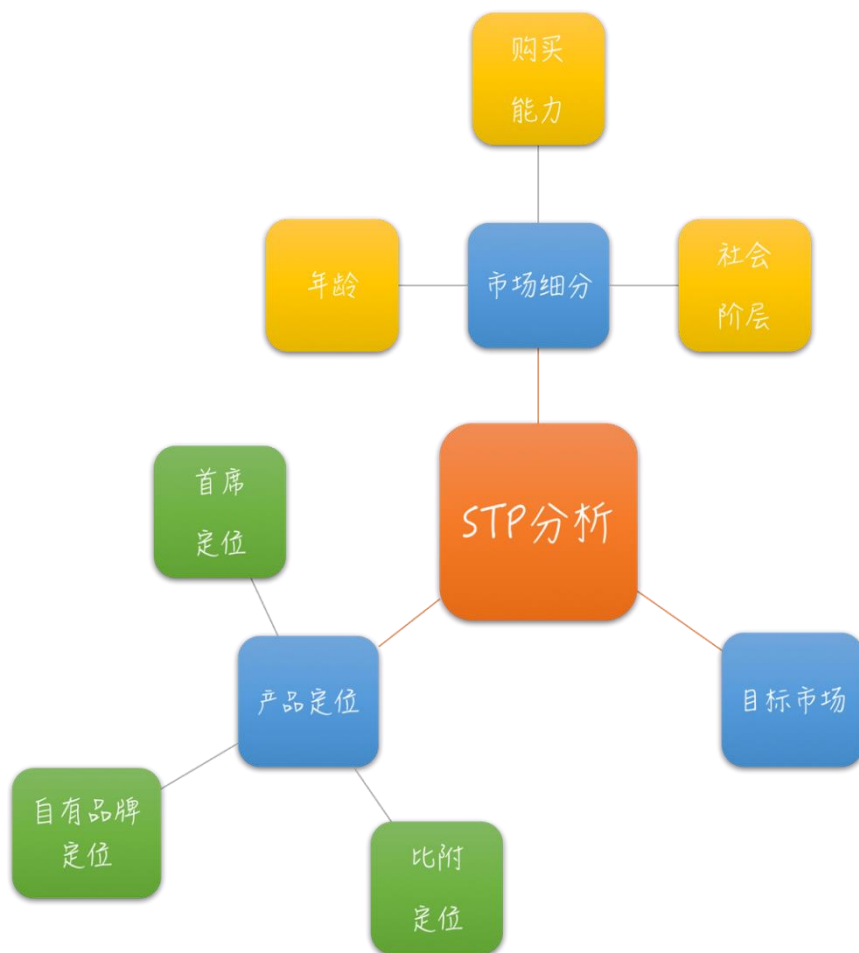 购买
能力
年龄
市场细分
社会
阶层
首席
定位
STP分析
产品定位
目标市场
自有品牌
定位
比附
定位